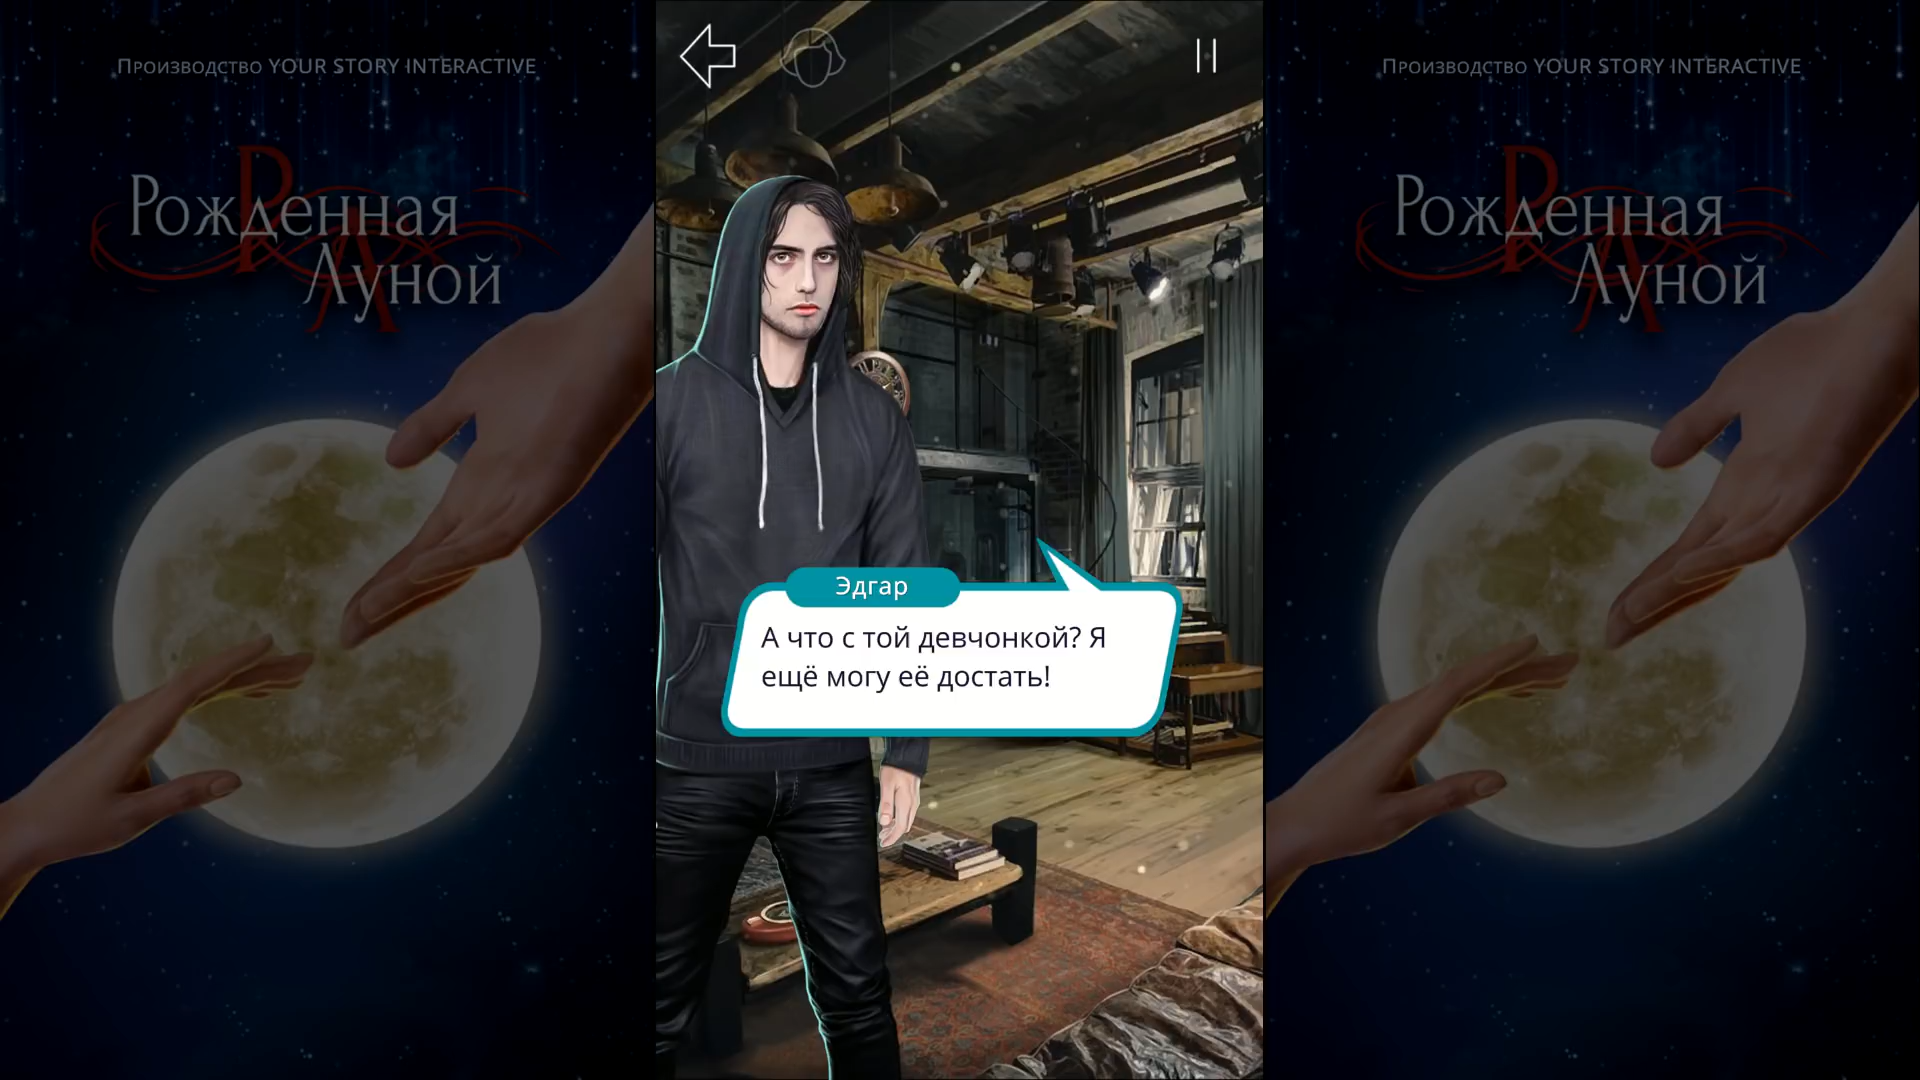 Производство YOUR STORY INTERACTIVE
Рожденная
Луной
Эдгар
А что с той девчонкой? Я
ещё могу её достать!
Производство YOUR STORY INTERACTIVE
Рожденная
Луной